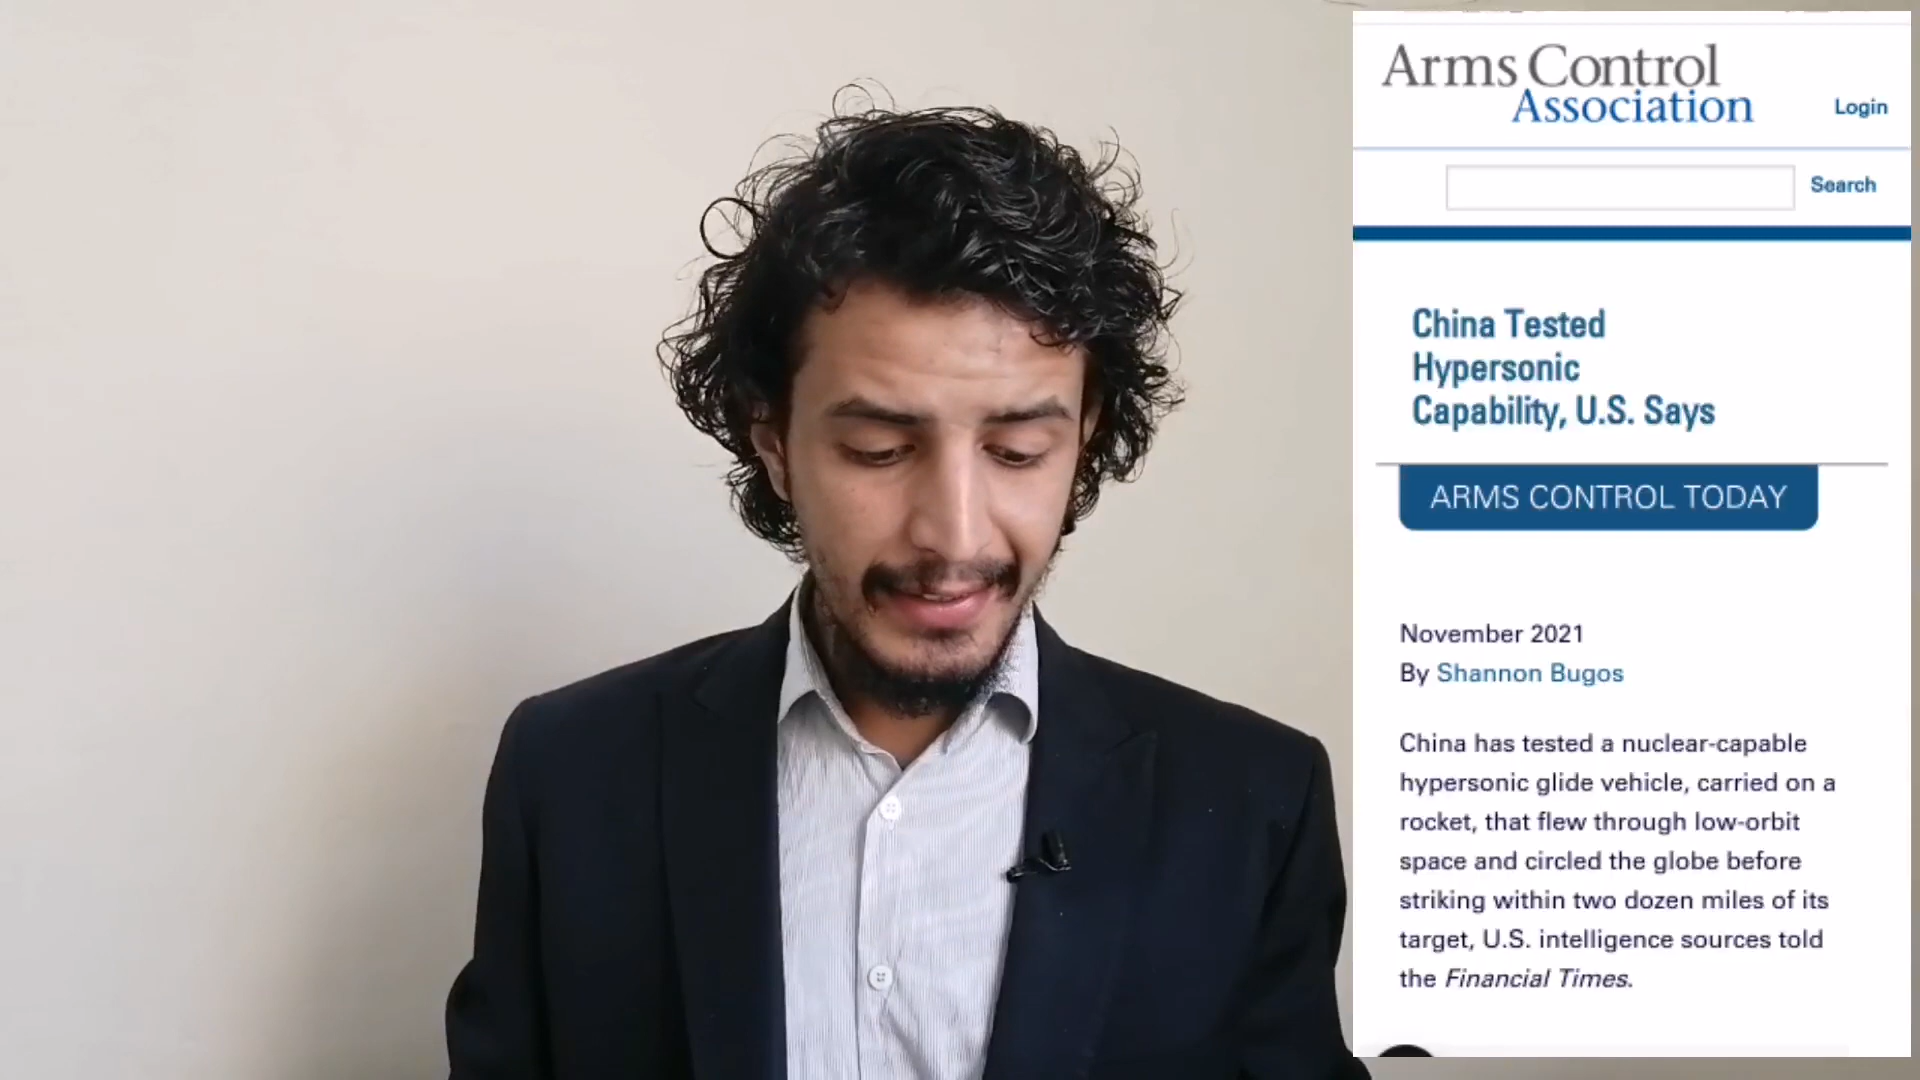 Arms Control
Association
Login
Search
China Tested
Hypersonic
Capability, U.S. Says
ARMS CONTROL TODAY
November 2021
By Shannon Bugos
China has tested a nuclear-capable
hypersonic glide vehicle, carried on a
rocket, that flew through low-orbit
space and circled the globe before
striking within two dozen miles of its
target, U.S. intelligence sources told
the Financial Times.